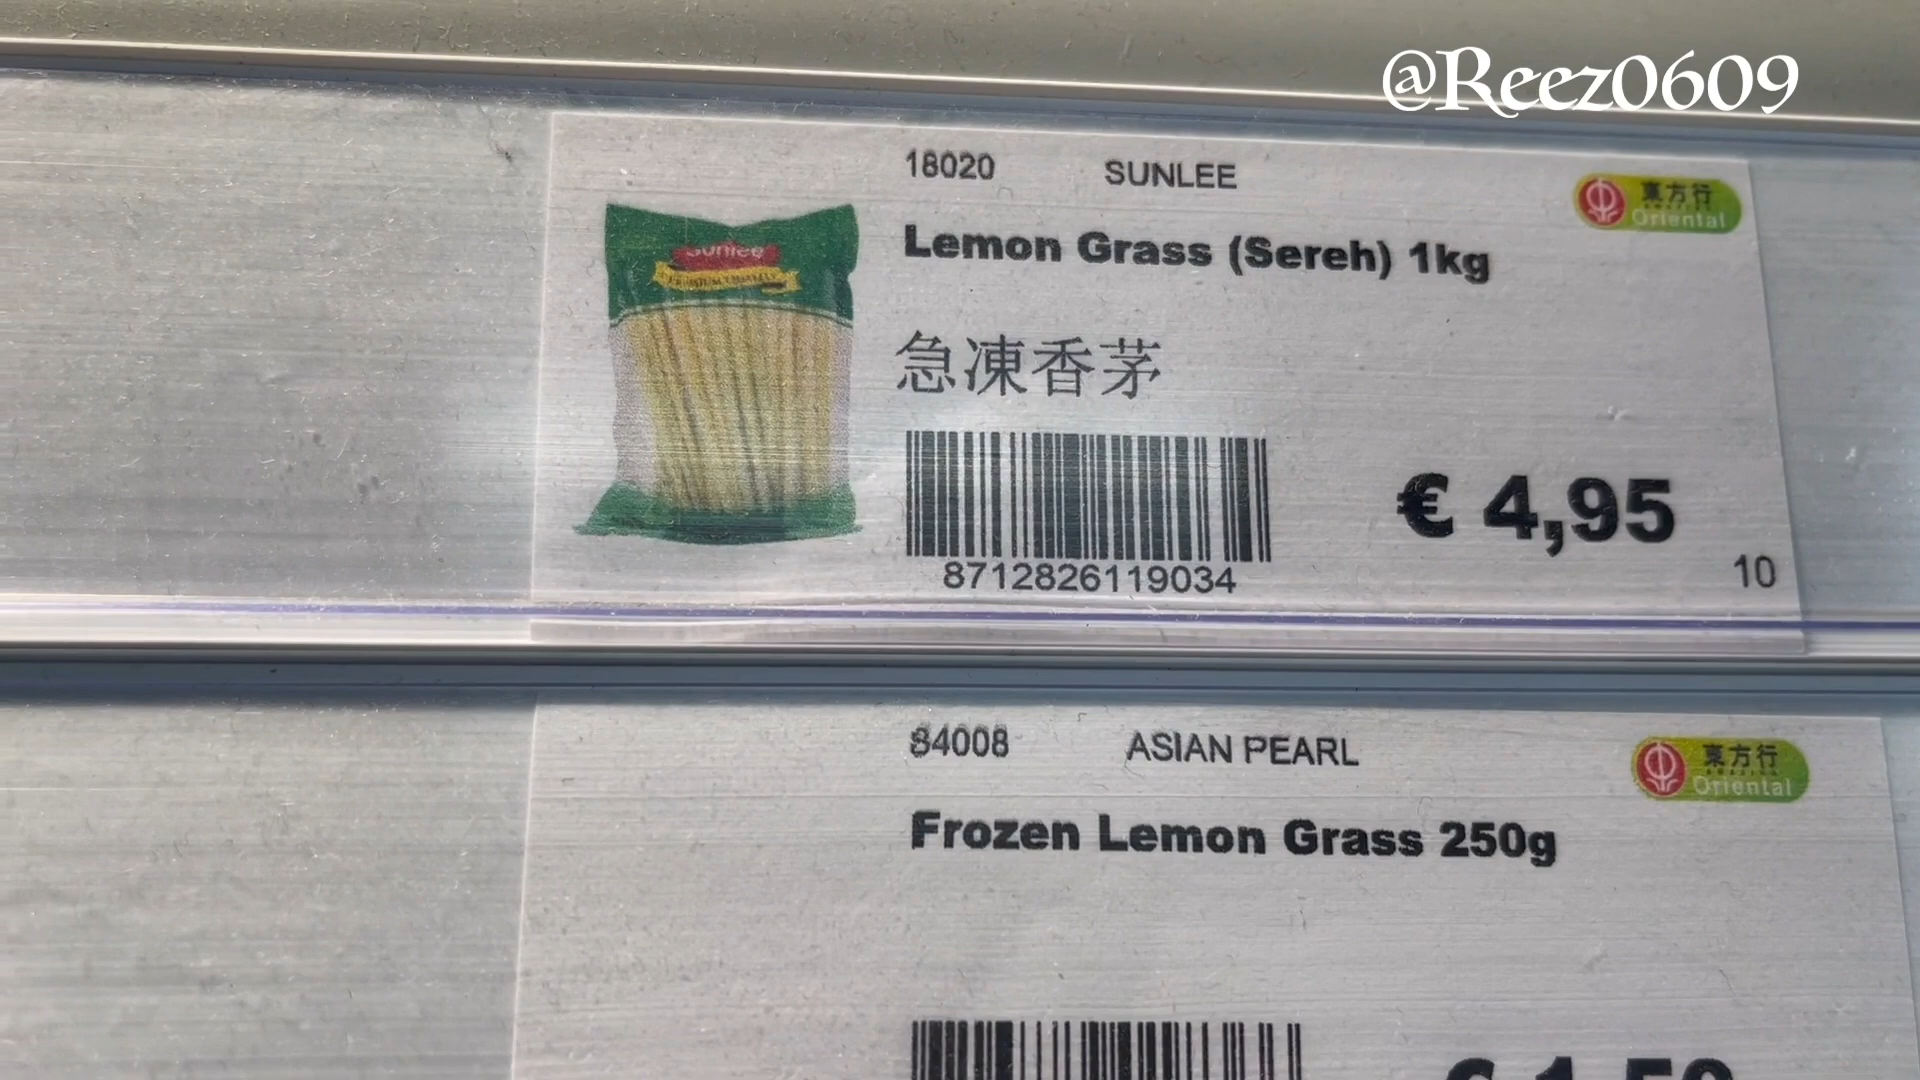 @Reez0609
18020 SUNLEE
東方行
Oriental
Lemon Grass (Sereh) 1kg
sunlee
急凍香茅
€ 4,95
8712826119034
10
84008 ASIAN PEARL
東方行
Oriental
Frozen Lemon Grass 250g